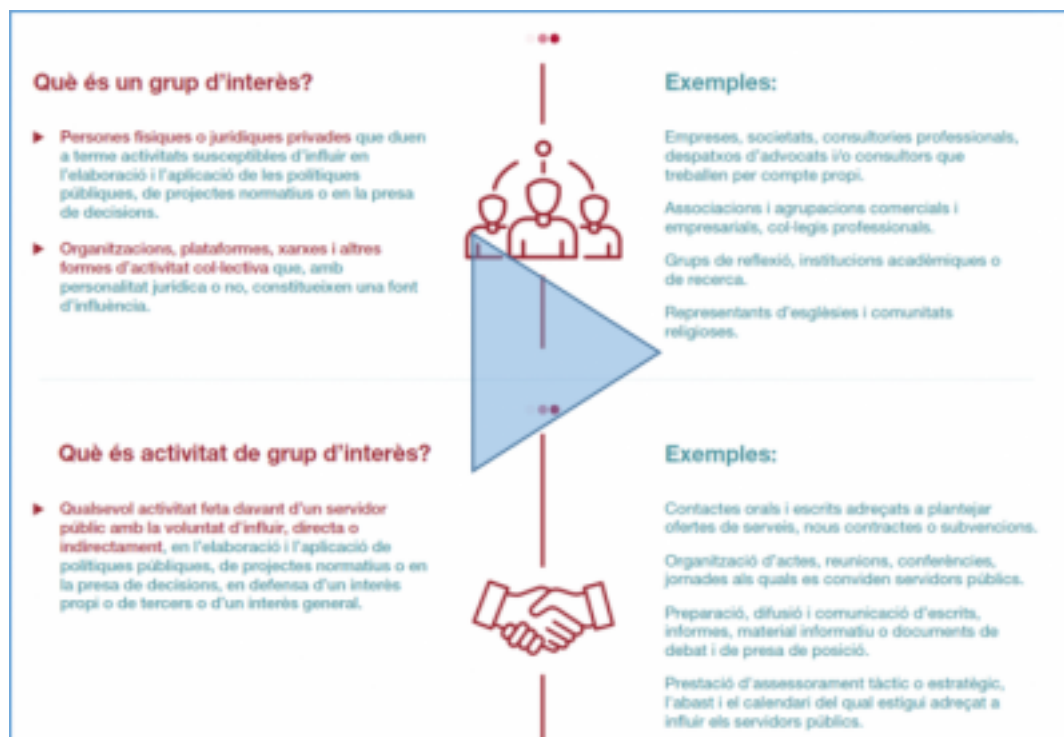 Què és un grup d'interès?
Persones físiques o jurídiques privades que duen
a terme activitats susceptibles d'influir en
l'elaboració i l'aplicació de les polítiques
públiques, de projectes normatius o en la presa
de decisions.
Organitzacions, plataformes, xarxes i altres
formes d'activitat col·lectiva que, amb
personalitat jurídica o no, constitueixen una font
d'influència.
Exemples:
Empreses, societats, consultories professionals,
despatxos d'advocats i/o consultors que
treballen per compte propi.
Associacions i agrupacions comercials i
empresarials, col·legis professionals.
Grups de reflexió, institucions acadèmiques o
de recerca.
Representants d'esglésies i comunitats
religioses.
Què és activitat de grup d'interès?
Qualsevol activitat feta davant d'un servidor
públic amb la voluntat d'influir, directa o
indirectament, en l'elaboració i l'aplicació de
polítiques públiques, de projectes normatius o en
la presa de decisions, en defensa d'un interès
propi o de tercers o d'un interès general.
Exemples:
Contactes orals i escrits adreçats a plantejar
ofertes de serveis, nous contractes o subvencions.
Organització d'actes, reunions, conferències,
jornades als quals es conviden servidors públics.
Preparació, difusió i comunicació d'escrits,
informes, material informatiu o documents de
debat i de presa de posició.
Prestació d'assessorament tàctic o estratègic,
l'abast i el calendari del qual estigui adreçat a
influir els servidors públics.